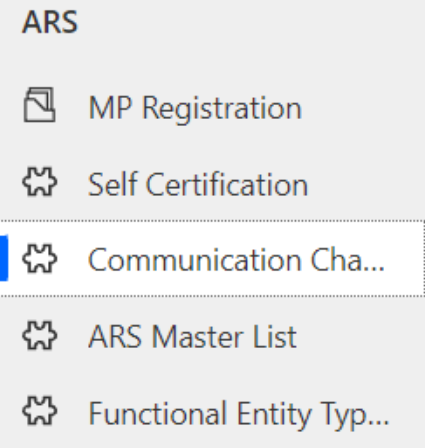 ARS
MP Registration
Self Certification
Communication Cha...
ARS Master List
Functional Entity Typ...